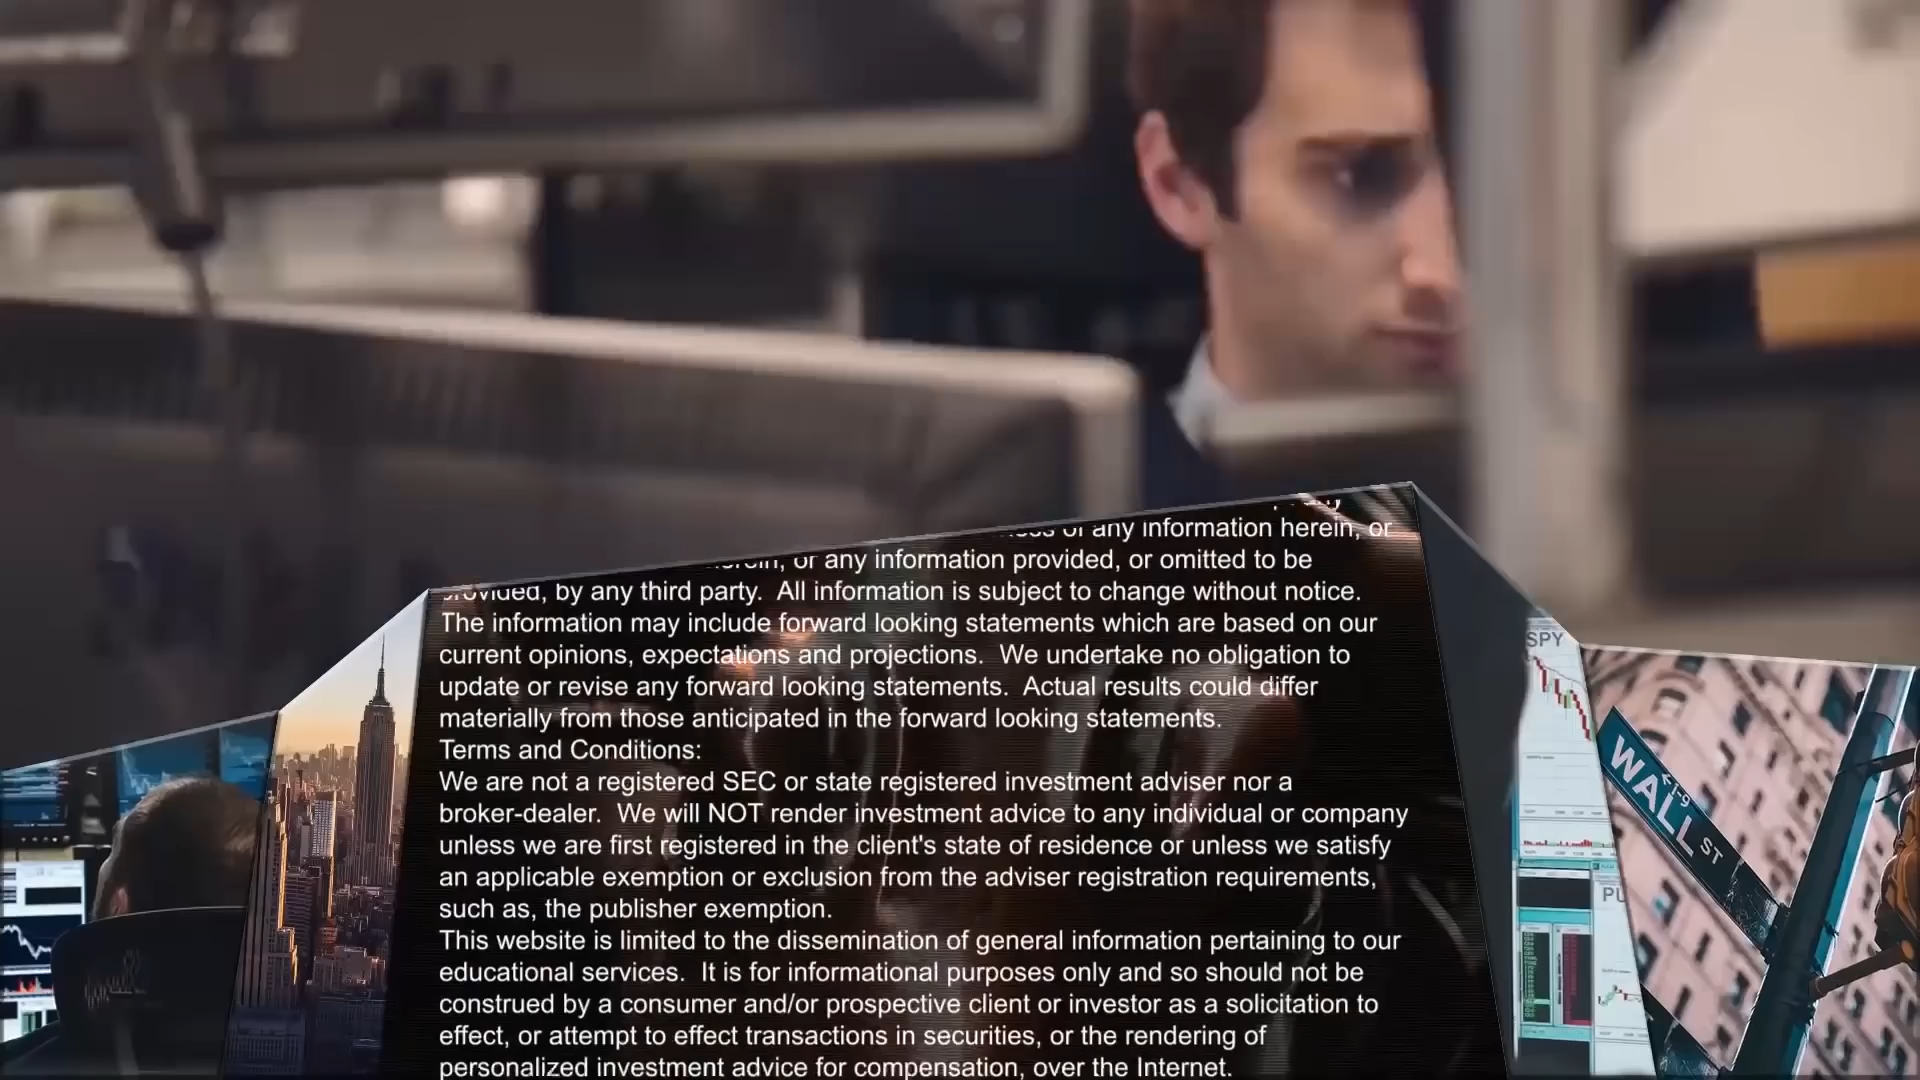 any information herein, or
or any information provided, or omitted to be
provided, by any third party.  All information is subject to change without notice.
The information may include forward looking statements which are based on our
current opinions, expectations and projections.  We undertake no obligation to
update or revise any forward looking statements.  Actual results could differ
materially from those anticipated in the forward looking statements.
Terms and Conditions:
We are not a registered SEC or state registered investment adviser nor a
broker-dealer.  We will NOT render investment advice to any individual or company
unless we are first registered in the client's state of residence or unless we satisfy
an applicable exemption or exclusion from the adviser registration requirements,
such as, the publisher exemption.
This website is limited to the dissemination of general information pertaining to our
educational services.  It is for informational purposes only and so should not be
construed by a consumer and/or prospective client or investor as a solicitation to
effect, or attempt to effect transactions in securities, or the rendering of
personalized investment advice for compensation, over the Internet.
SPY
PU
WALL ST
1-9